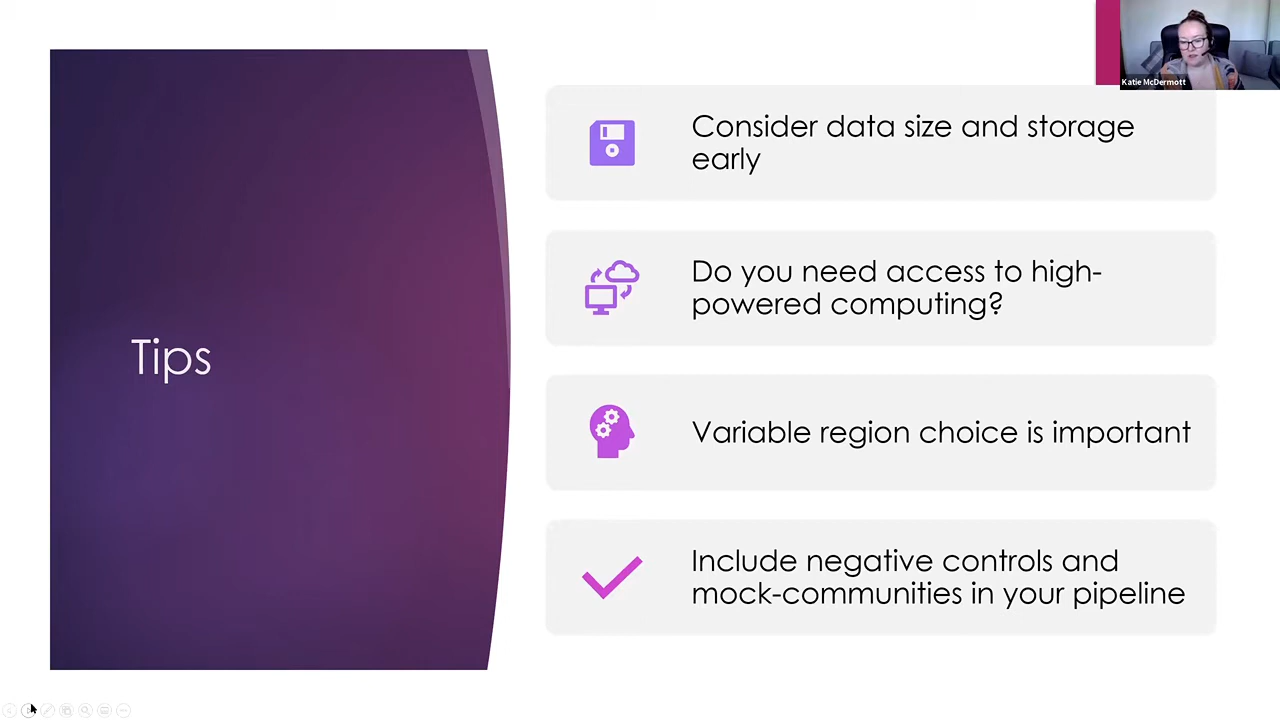 Katie McDermott
Tips
Consider data size and storage
early
Do you need access to high-
powered computing?
Variable region choice is important
Include negative controls and
mock-communities in your pipeline